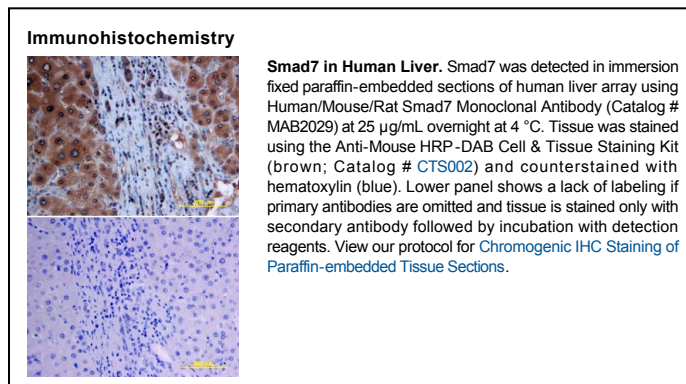 Immunohistochemistry
Smad7 in Human Liver. Smad7 was detected in immersion
fixed paraffin-embedded sections of human liver array using
Human/Mouse/Rat Smad7 Monoclonal Antibody (Catalog #
MAB2029) at 25 µg/mL overnight at 4 °C. Tissue was stained
using the Anti-Mouse HRP-DAB Cell & Tissue Staining Kit
(brown; Catalog # CTS002) and counterstained with
hematoxylin (blue). Lower panel shows a lack of labeling if
primary antibodies are omitted and tissue is stained only with
secondary antibody followed by incubation with detection
reagents. View our protocol for Chromogenic IHC Staining of
Paraffin-embedded Tissue Sections.